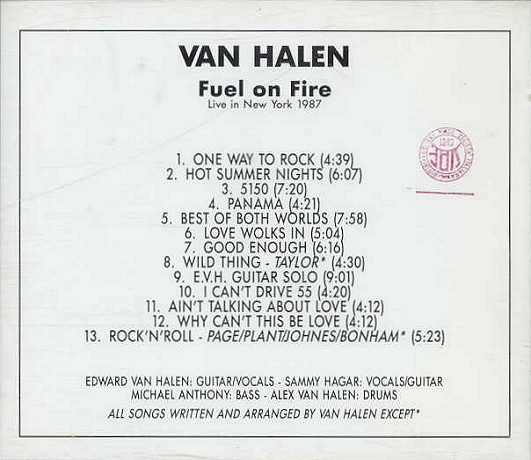 VAN HALEN
Fuel on Fire
Live in New York 1987
1. ONE WAY TO ROCK (4:39)
2. HOT SUMMER NIGHTS (6:07)
3. 5150 (7:20)
4. PANAMA (4:21)
5. BEST OF BOTH WORLDS (7:58)
6. LOVE WOLKS IN (5:04)
7. GOOD ENOUGH (6:16)
8. WILD THING - TAYLOR* (4:30)
9. E.V.H. GUITAR SOLO (9:01)
10. I CAN'T DRIVE 55 (4:20)
11. AIN'T TALKING ABOUT LOVE (4:12)
12. WHY CAN'T THIS BE LOVE (4:12)
13. ROCK'N'ROLL - PAGE/PLANT/JOHNES/BONHAM* (5:23)
EDWARD VAN HALEN: GUITAR/VOCALS - SAMMY HAGAR: VOCALS/GUITAR
MICHAEL ANTHONY: BASS - ALEX VAN HALEN: DRUMS
ALL SONGS WRITTEN AND ARRANGED BY VAN HALEN EXCEPT*